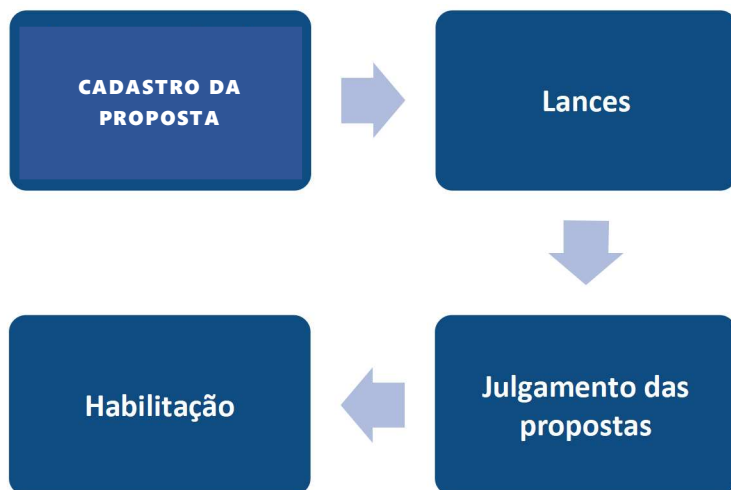 CADASTRO DA
PROPOSTA
Lances
Julgamento das
propostas
Habilitação